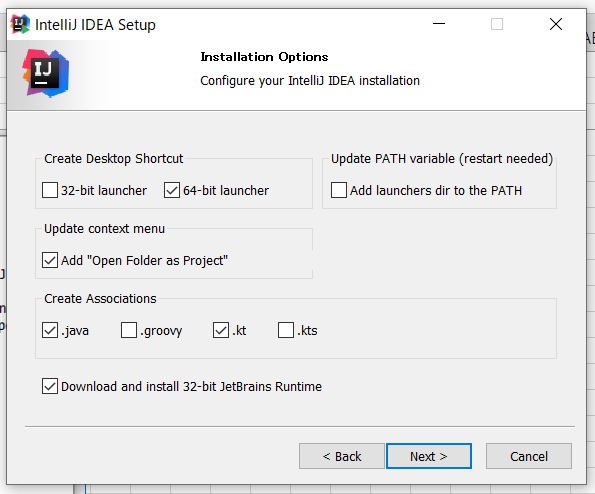 IntelliJ IDEA Setup
IJ
Installation Options
Configure your IntelliJ IDEA installation
Create Desktop Shortcut
32-bit launcher
64-bit launcher
Update PATH variable (restart needed)
Add launchers dir to the PATH
Update context menu
Add "Open Folder as Project"
Create Associations
.java
.groovy
.kt
.kts
Download and install 32-bit JetBrains Runtime
< Back
Next >
Cancel